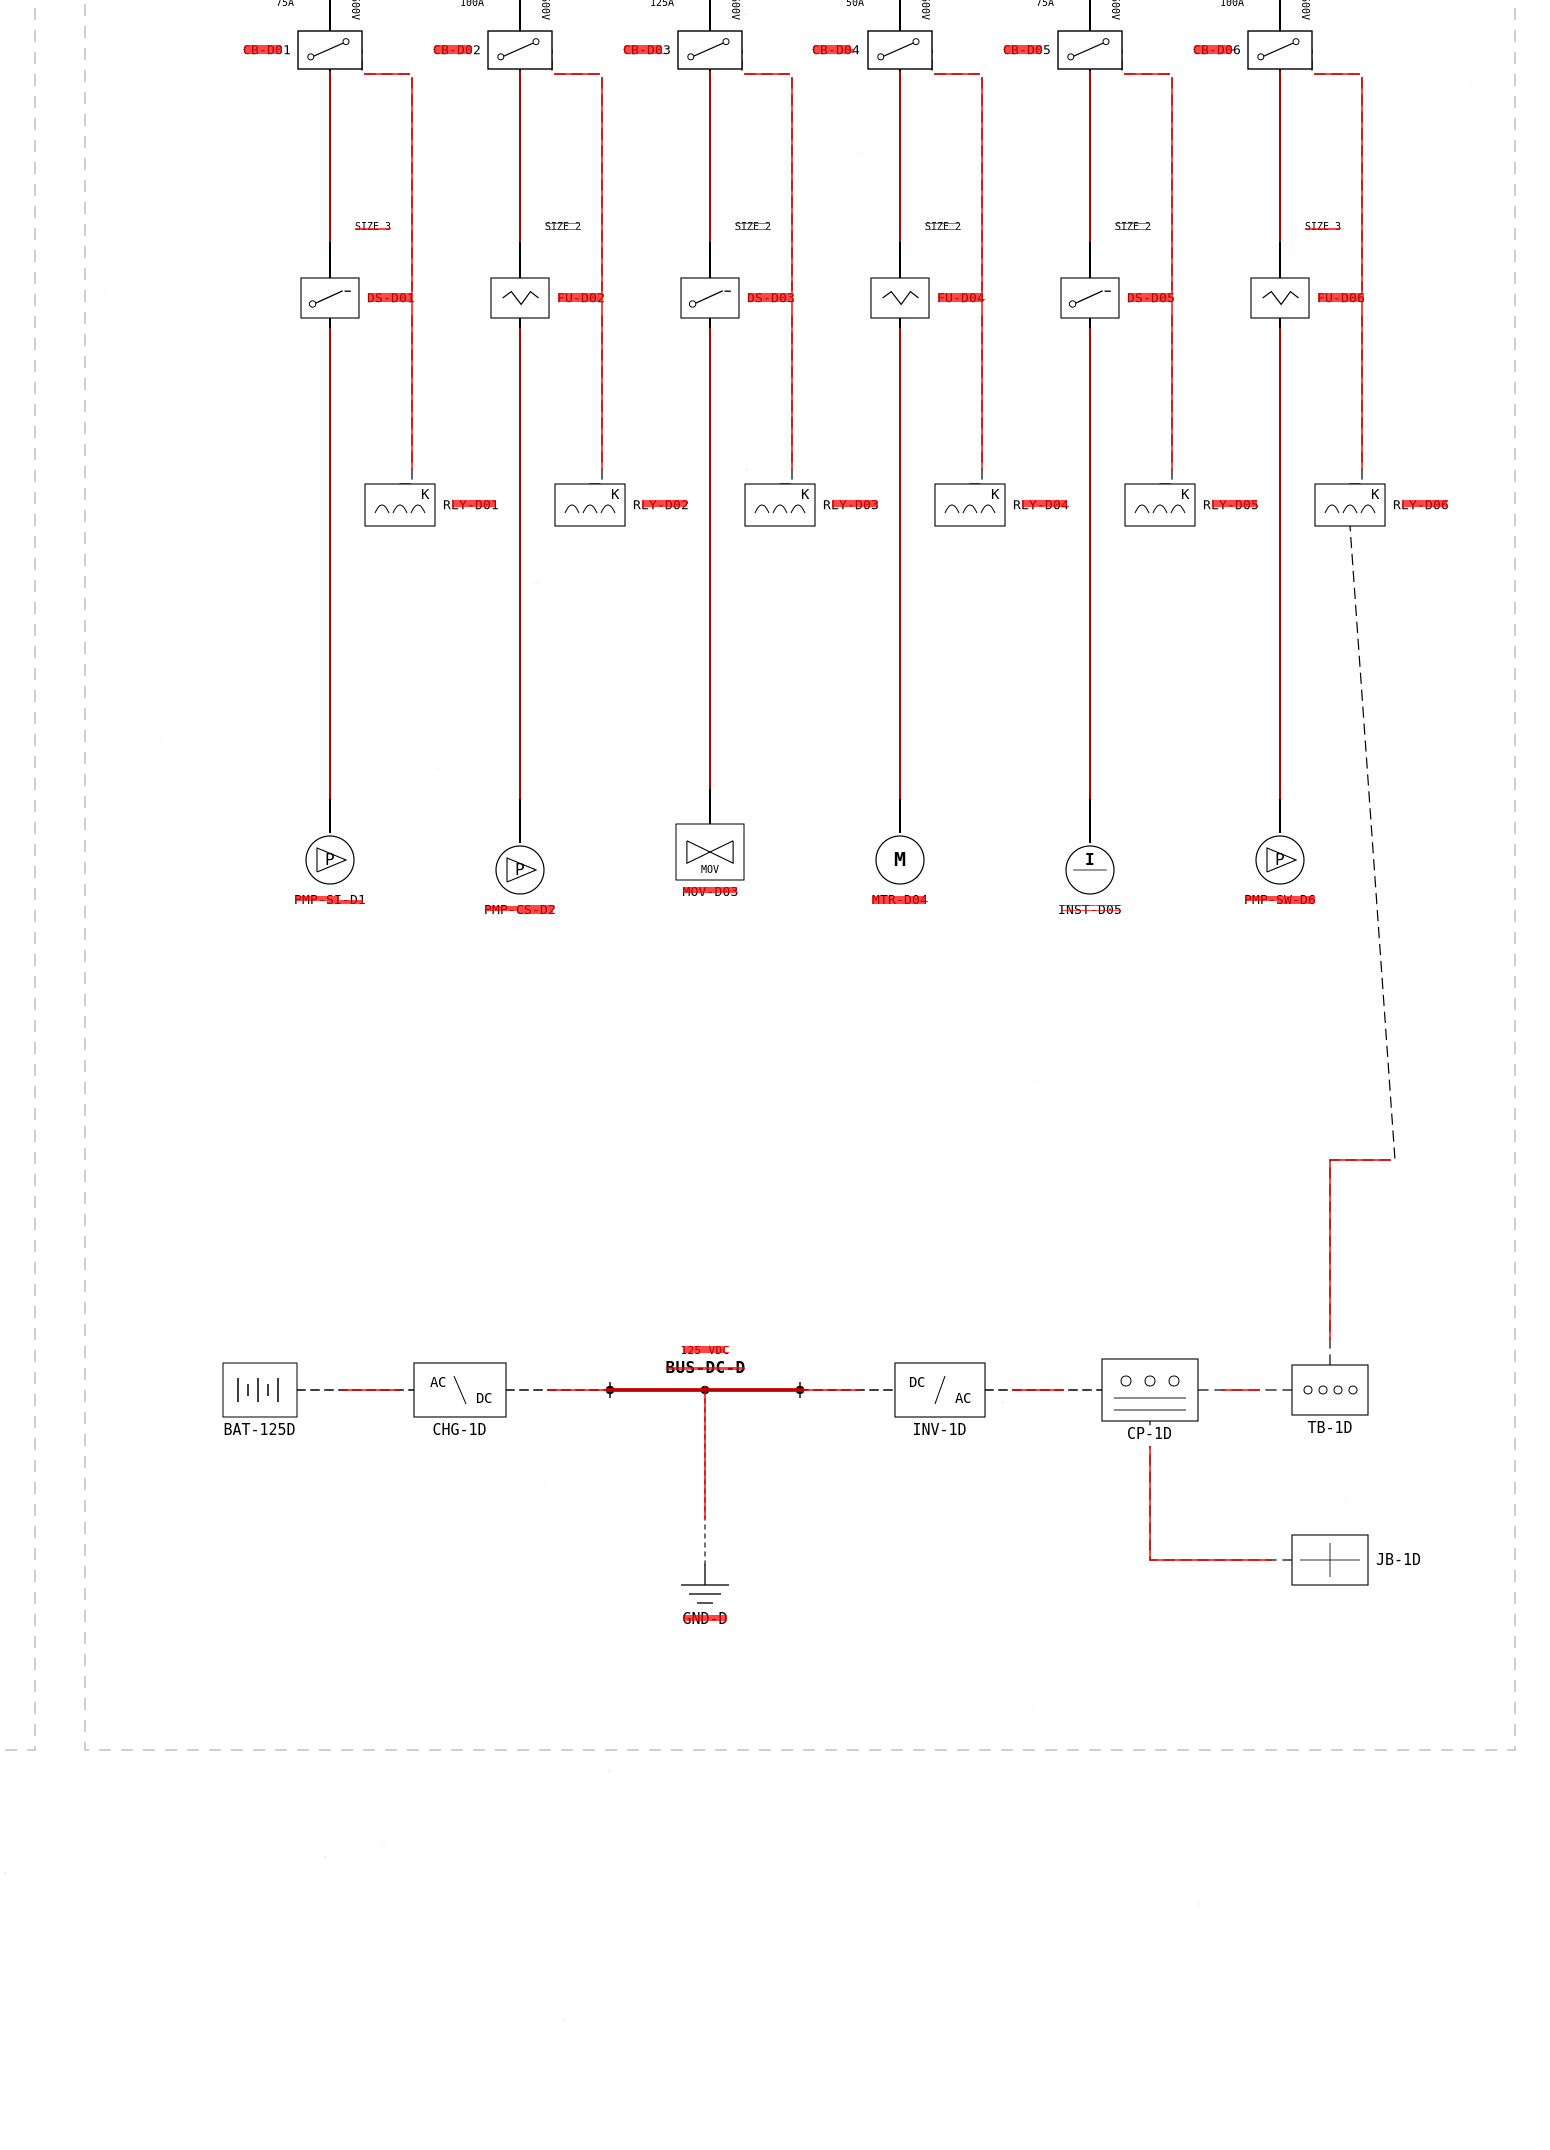 75A 100A 125A 50A 75A 100A
CB-D01 CB-D02 CB-D03 CB-D04 CB-D05 CB-D06
SIZE 3 SIZE 2 SIZE 2 SIZE 2 SIZE 2 SIZE 3
DS-D01 FU-D02 DS-D03 FU-D04 DS-D05 FU-D06
K K K K K K
RLY-D01 RLY-D02 RLY-D03 RLY-D04 RLY-D05 RLY-D06
P P MOV M I P
PMP-SI-D1 PMP-CS-D2 MOV-D03 MTR-D04 INST-D05 PMP-SW-D6
125 VDC
BUS-DC-D
AC DC DC AC
BAT-125D CHG-1D INV-1D CP-1D TB-1D
JB-1D
GND-D